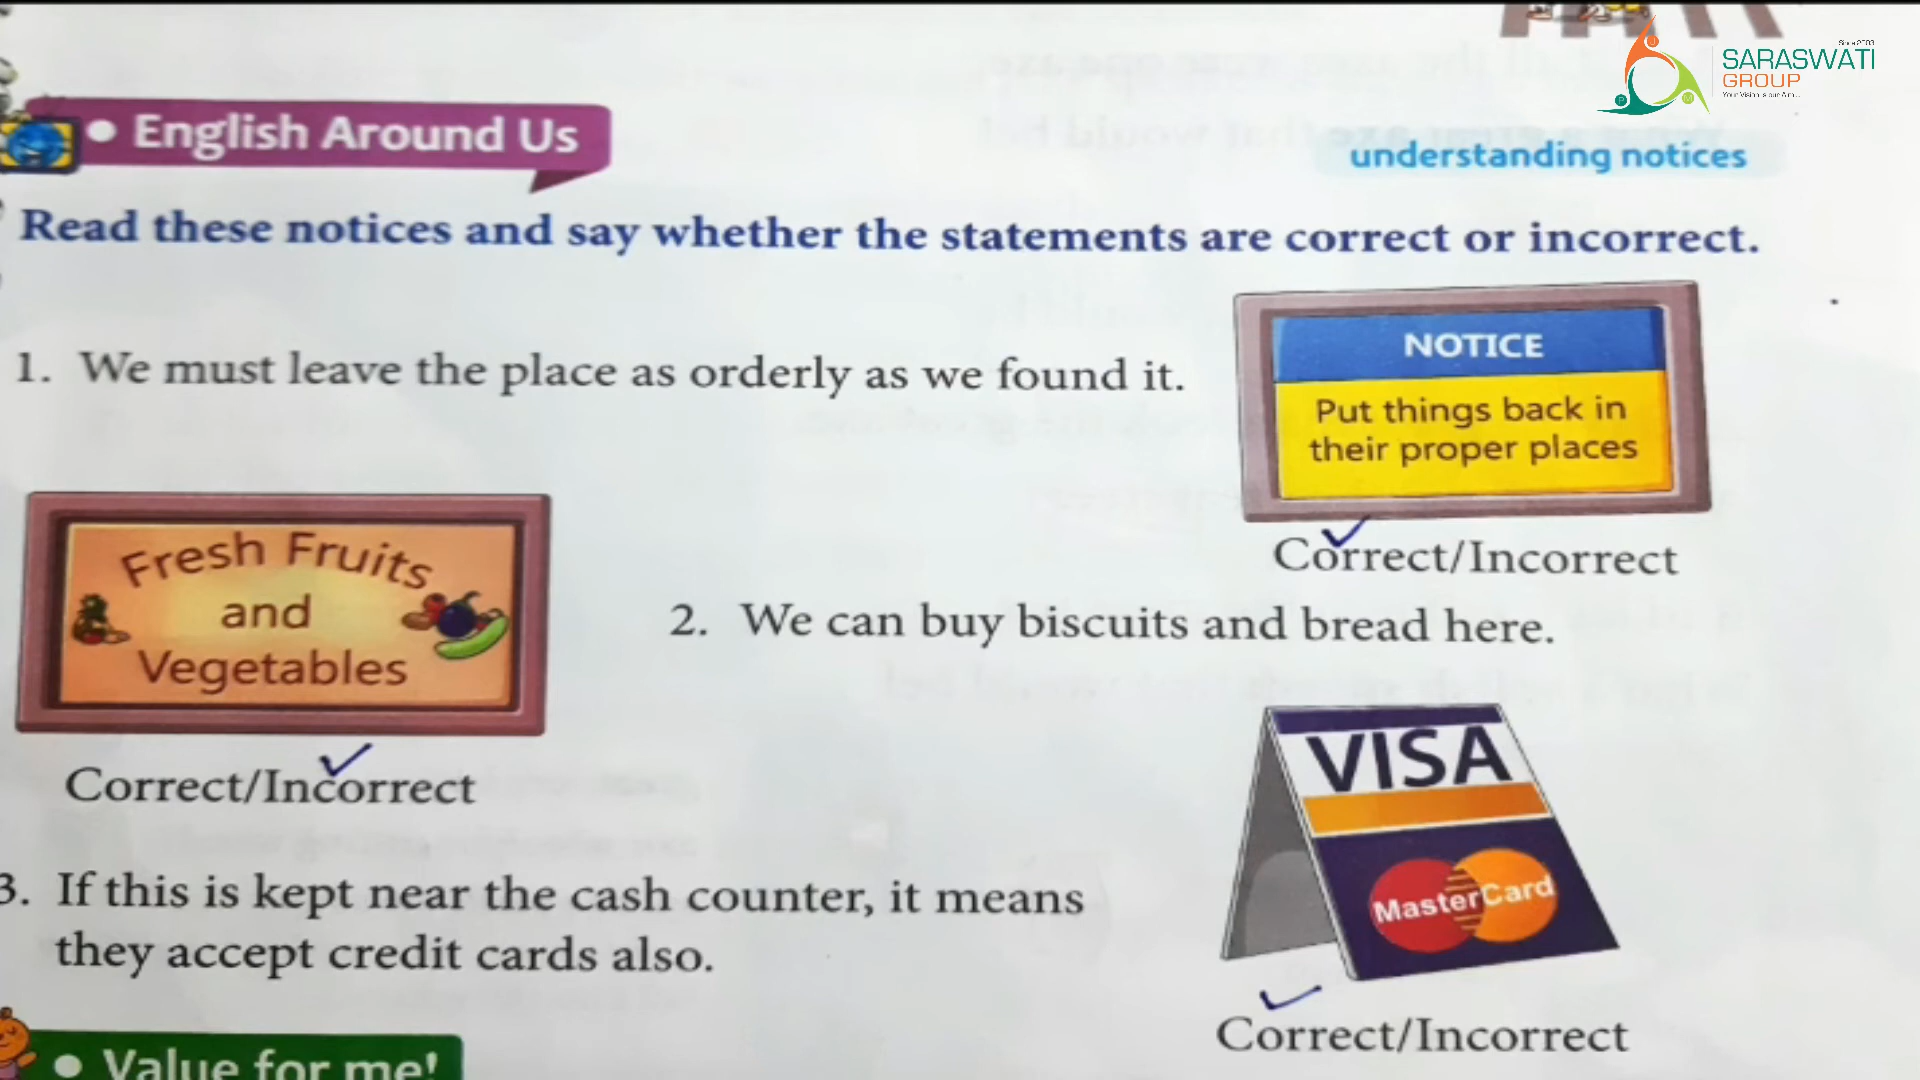 Since 2003
SARASWATI
GROUP
English Around Us
understanding notices
Read these notices and say whether the statements are correct or incorrect.
1. We must leave the place as orderly as we found it.
NOTICE
Put things back in
their proper places
Correct/Incorrect
Fresh Fruits
and
Vegetables
2. We can buy biscuits and bread here.
Correct/Incorrect
VISA
MasterCard
3. If this is kept near the cash counter, it means
they accept credit cards also.
Correct/Incorrect
Value for me!